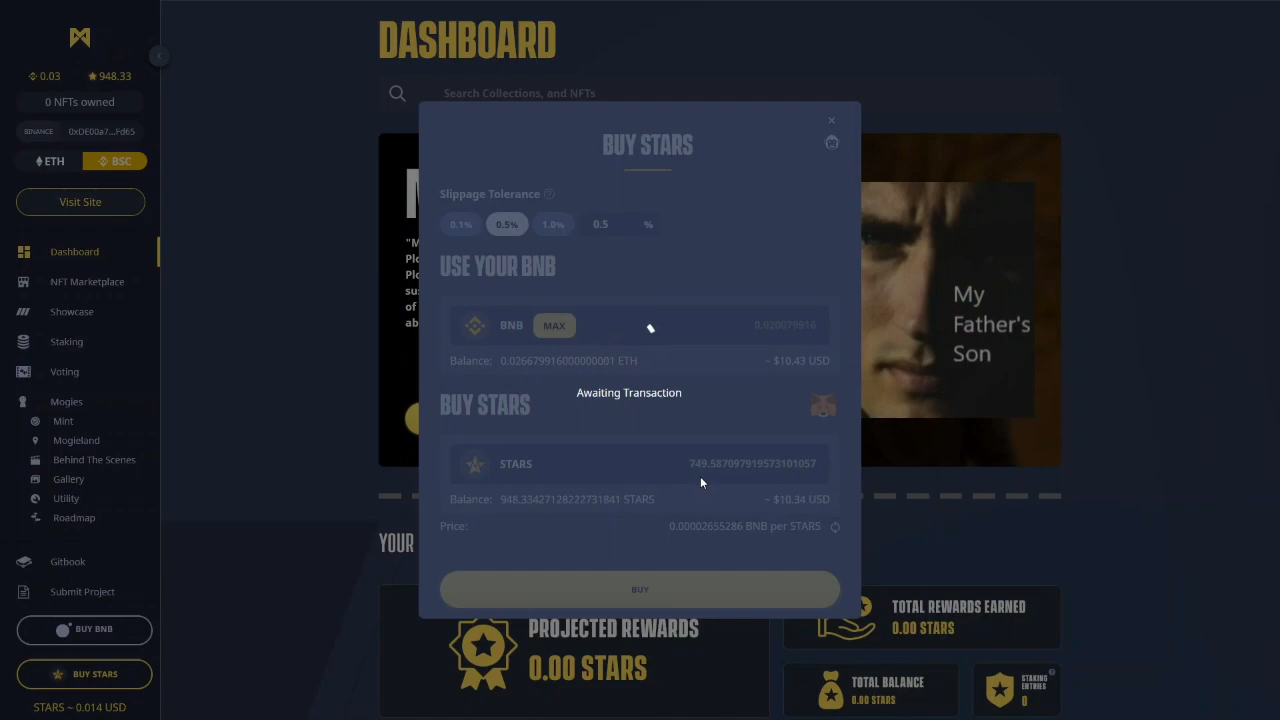 0.03
948.33
0 NFTs owned
BINANCE 0xDE00a7...Fd65
ETH
BSC
Visit Site
Dashboard
NFT Marketplace
Showcase
Staking
Voting
Mogies
Mint
Mogieland
Behind The Scenes
Gallery
Utility
Roadmap
Gitbook
Submit Project
BUY BNB
BUY STARS
STARS ~ 0.014 USD
DASHBOARD
Search Collections, and NFTs
M
"M
Plo
Plo
sus
of
ab
My
Father's
Son
BUY STARS
×
Slippage Tolerance
0.1%
0.5%
1.0%
0.5 %
USE YOUR BNB
BNB MAX 0.020079916
Balance: 0.026679916000000001 ETH ~ $10.43 USD
Awaiting Transaction
BUY STARS
STARS 749.587097919573101057
Balance: 948.33427128222731841 STARS ~ $10.34 USD
Price: 0.00002655286 BNB per STARS
BUY
YOUR
PROJECTED REWARDS
0.00 STARS
TOTAL REWARDS EARNED
0.00 STARS
TOTAL BALANCE
0.00 STARS
STAKING
ENTRIES
0